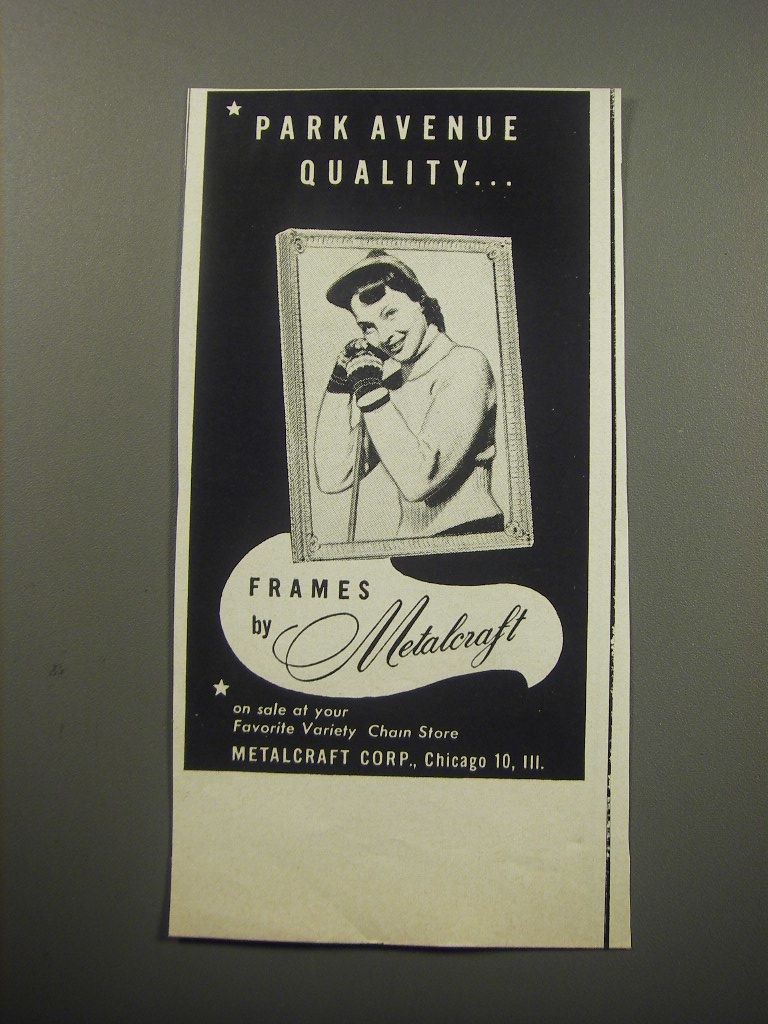 PARK AVENUE
QUALITY...
FRAMES
by Metalcraft
on sale at your
Favorite Variety Chain Store
METALCRAFT CORP., Chicago 10, Ill.